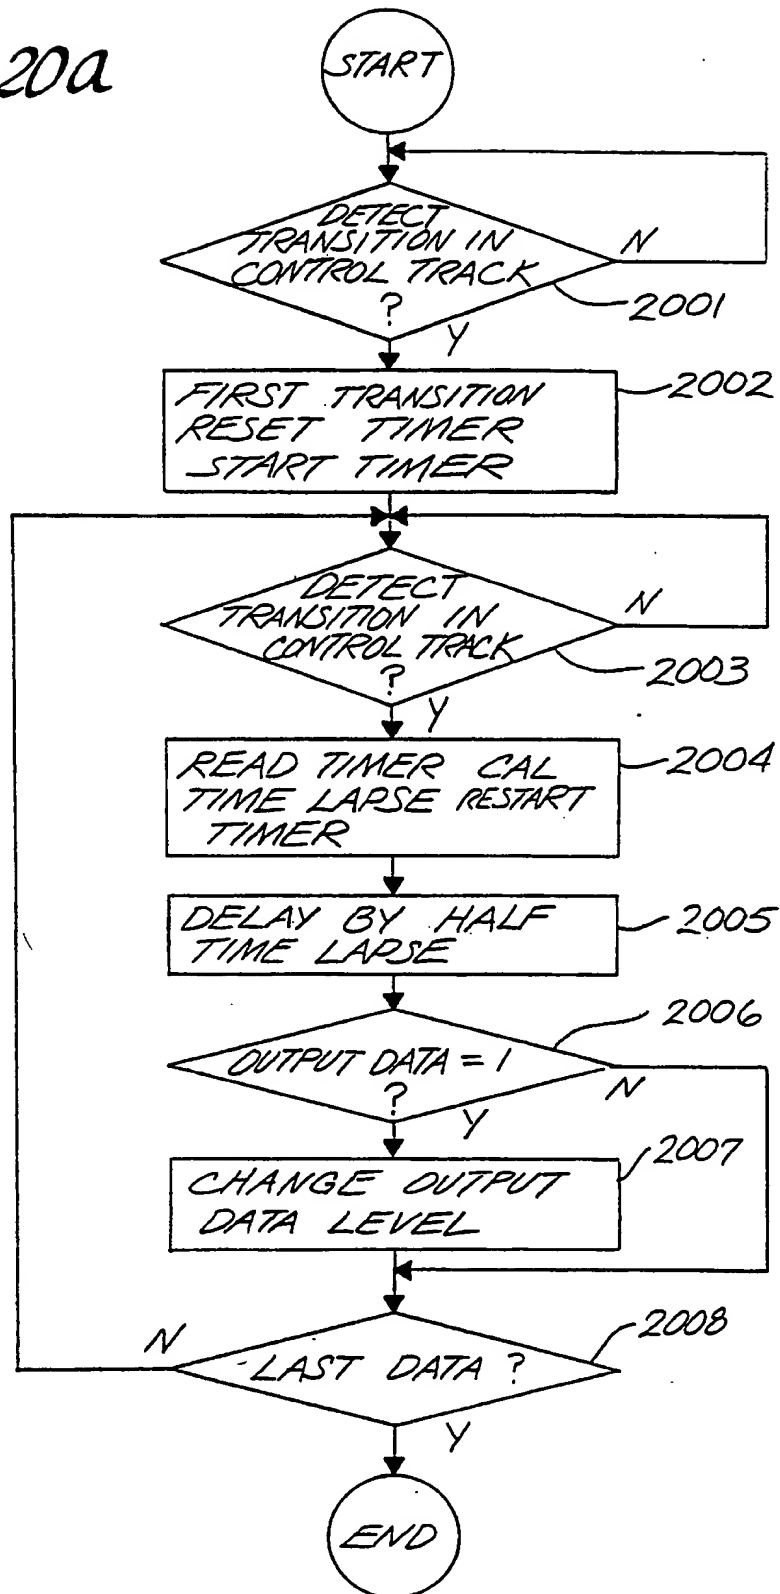 20a
START
DETECT
TRANSITION IN
CONTROL TRACK
?
N
2001
Y
2002
FIRST TRANSITION
RESET TIMER
START TIMER
DETECT
TRANSITION IN
CONTROL TRACK
?
N
2003
Y
READ TIMER CAL
TIME LAPSE RESTART
TIMER
2004
DELAY BY HALF
TIME LAPSE
2005
2006
OUTPUT DATA = 1
?
N
Y
2007
CHANGE OUTPUT
DATA LEVEL
N
2008
LAST DATA ?
Y
END